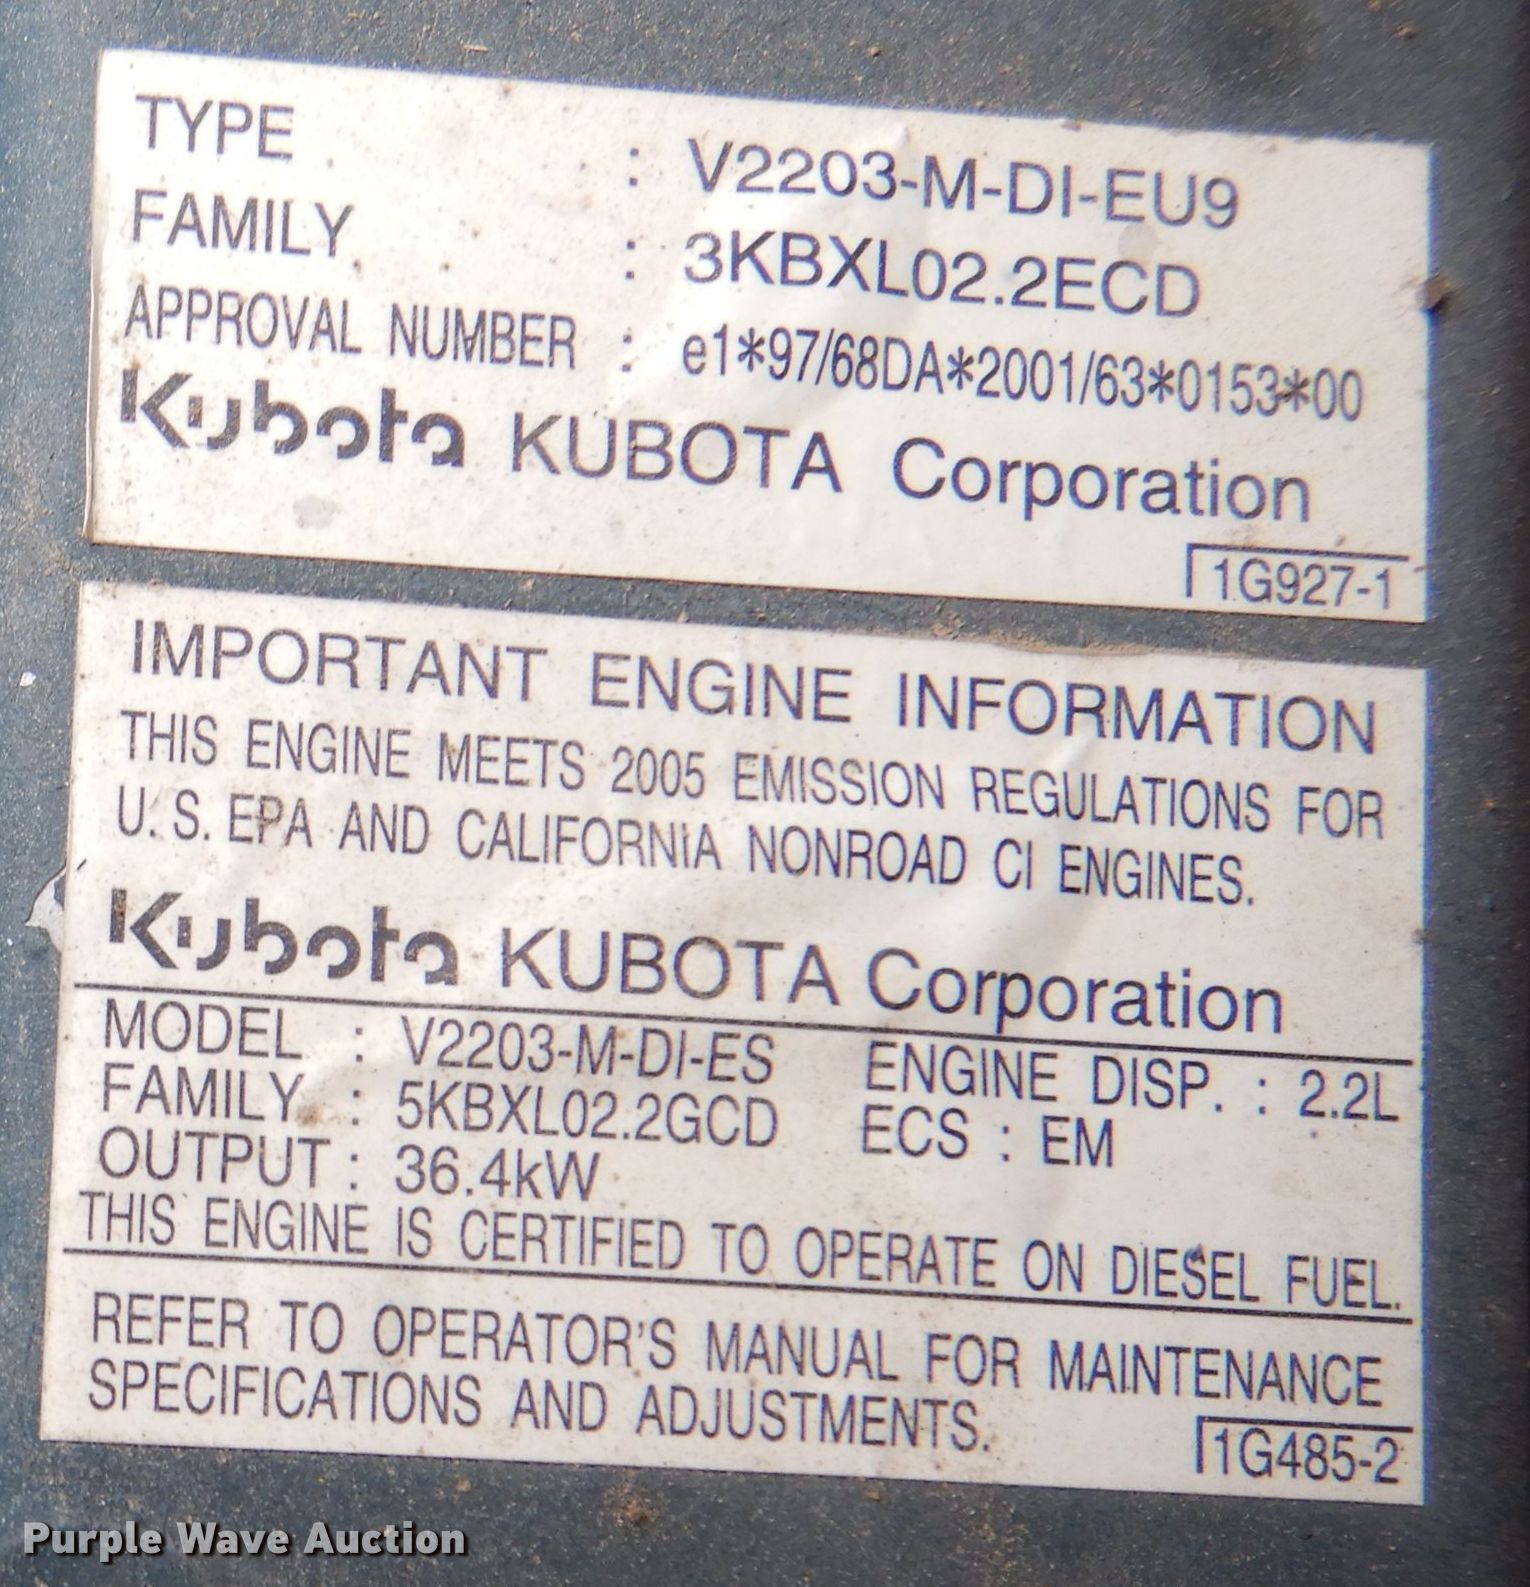 TYPE : V2203-M-DI-EU9
FAMILY : 3KBXL02.2ECD
APPROVAL NUMBER : e1*97/68DA*2001/63*0153*00
Kubota KUBOTA Corporation
1G927-1
IMPORTANT ENGINE INFORMATION
THIS ENGINE MEETS 2005 EMISSION REGULATIONS FOR
U.S. EPA AND CALIFORNIA NONROAD CI ENGINES.
Kubota KUBOTA Corporation
MODEL : V2203-M-DI-ES ENGINE DISP. : 2.2L
FAMILY : 5KBXL02.2GCD ECS : EM
OUTPUT : 36.4kW
THIS ENGINE IS CERTIFIED TO OPERATE ON DIESEL FUEL.
REFER TO OPERATOR'S MANUAL FOR MAINTENANCE
SPECIFICATIONS AND ADJUSTMENTS.
1G485-2
Purple Wave Auction